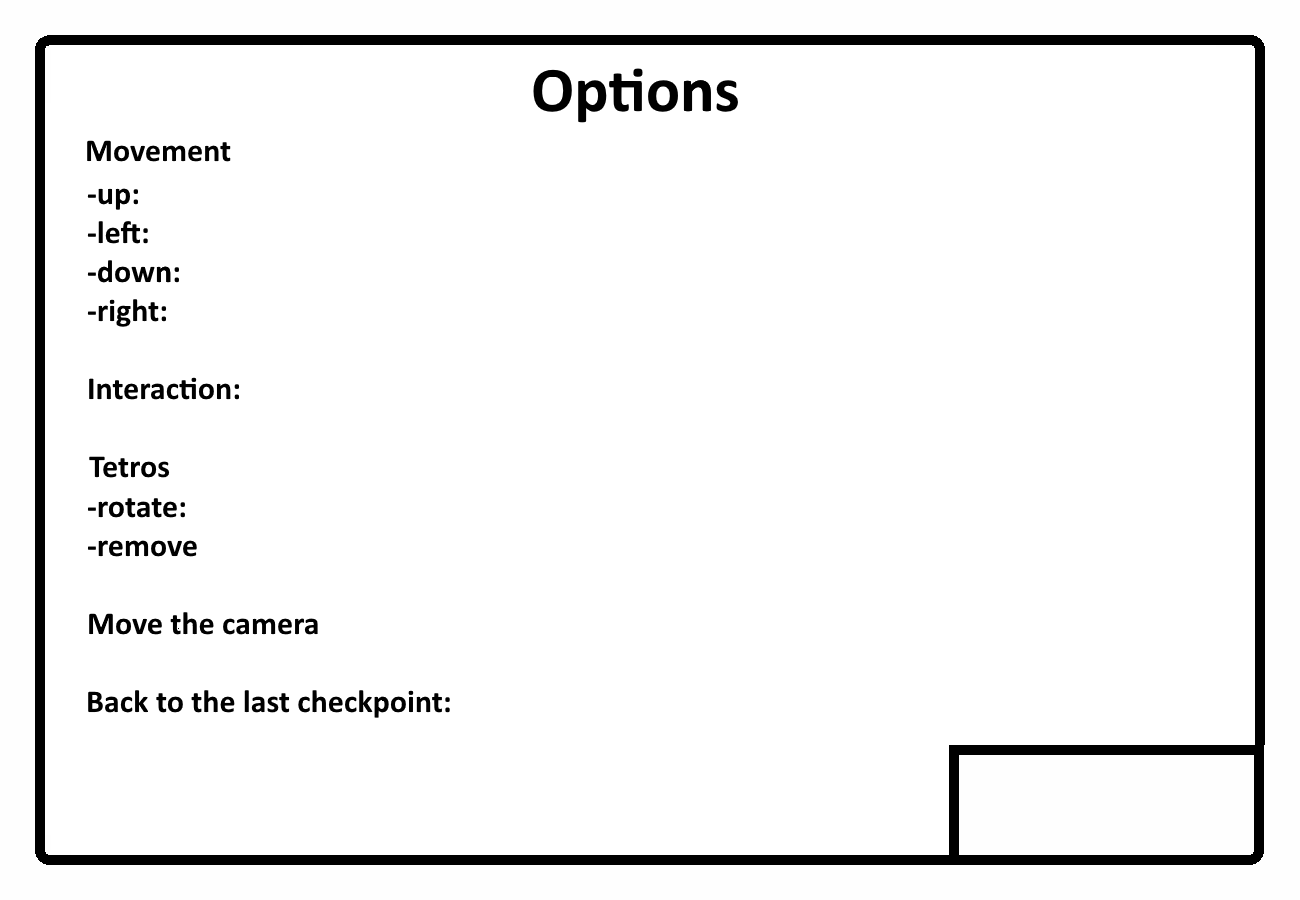 Options
Movement
-up:
-left:
-down:
-right:
Interaction:
Tetros
-rotate:
-remove
Move the camera
Back to the last checkpoint: